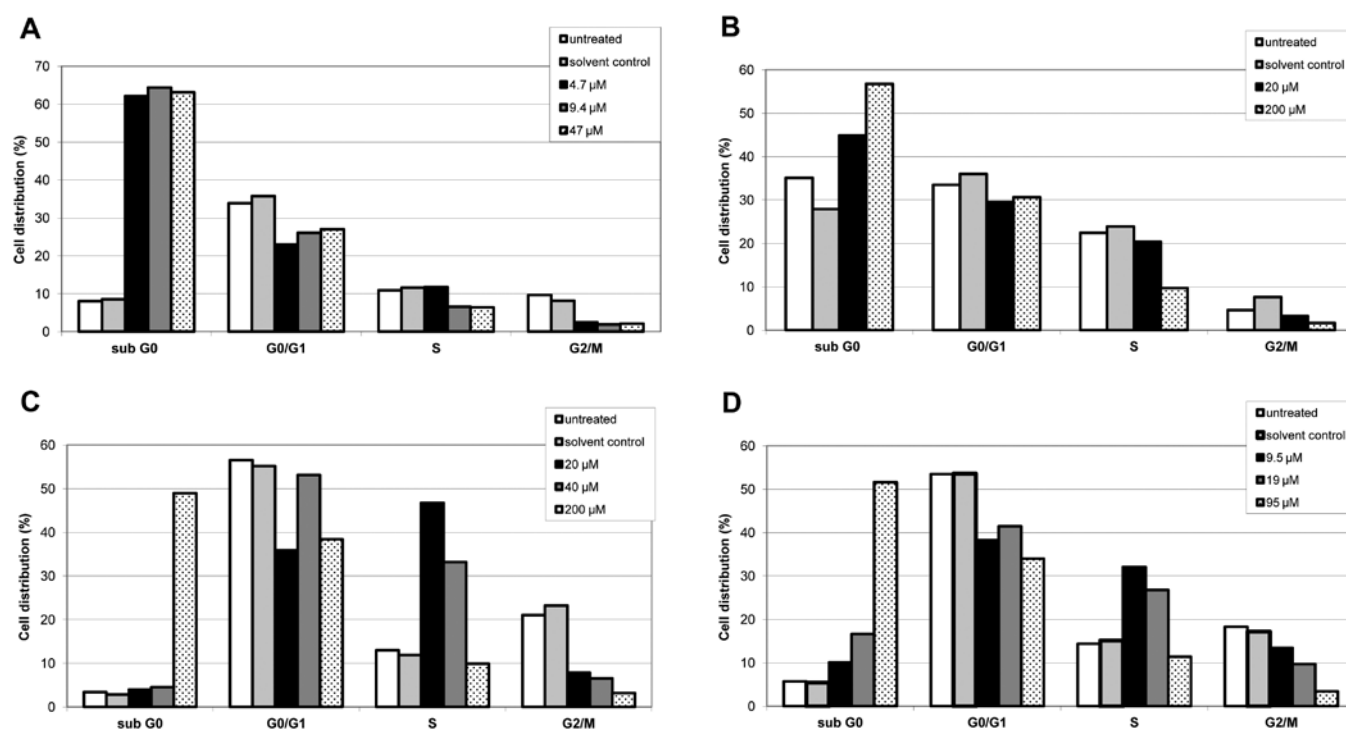 A
untreated
solvent control
4.7 µM
9.4 µM
47 µM
Cell distribution (%)
70
60
50
40
30
20
10
0
sub G0 G0/G1 S G2/M
B
untreated
solvent control
20 µM
200 µM
Cell distribution (%)
60
50
40
30
20
10
0
sub G0 G0/G1 S G2/M
C
untreated
solvent control
20 µM
40 µM
200 µM
Cell distribution (%)
60
50
40
30
20
10
0
sub G0 G0/G1 S G2/M
D
untreated
solvent control
9.5 µM
19 µM
95 µM
Cell distribution (%)
60
50
40
30
20
10
0
sub G0 G0/G1 S G2/M